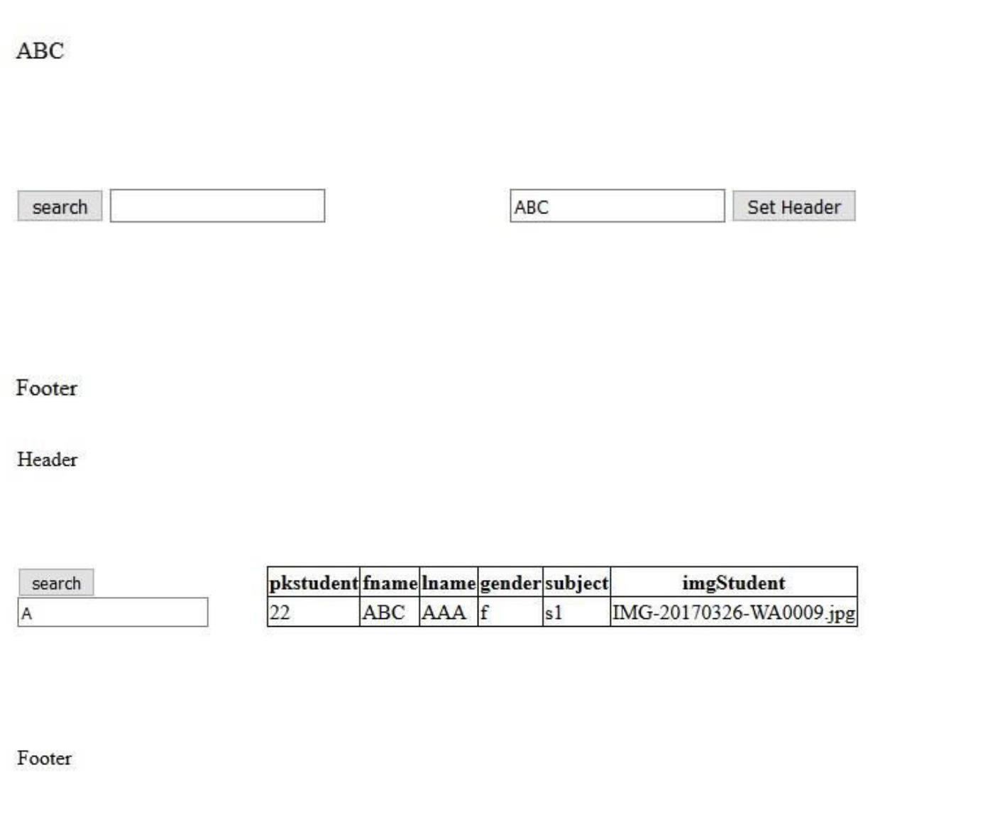 ABC
search ABC Set Header
Footer
Header
search
A
pkstudent fname lname gender subject imgStudent
22 ABC AAA f s1 IMG-20170326-WA0009.jpg
Footer